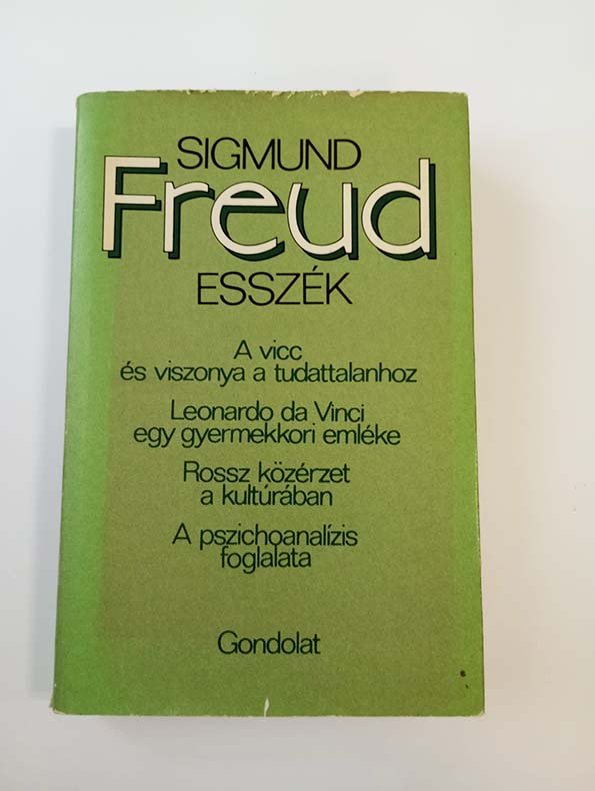 SIGMUND
Freud
ESSZÉK
A vicc
és viszonya a tudattalanhoz
Leonardo da Vinci
egy gyermekkori emléke
Rossz közérzet
a kultúrában
A pszichoanalízis
foglalata
Gondolat